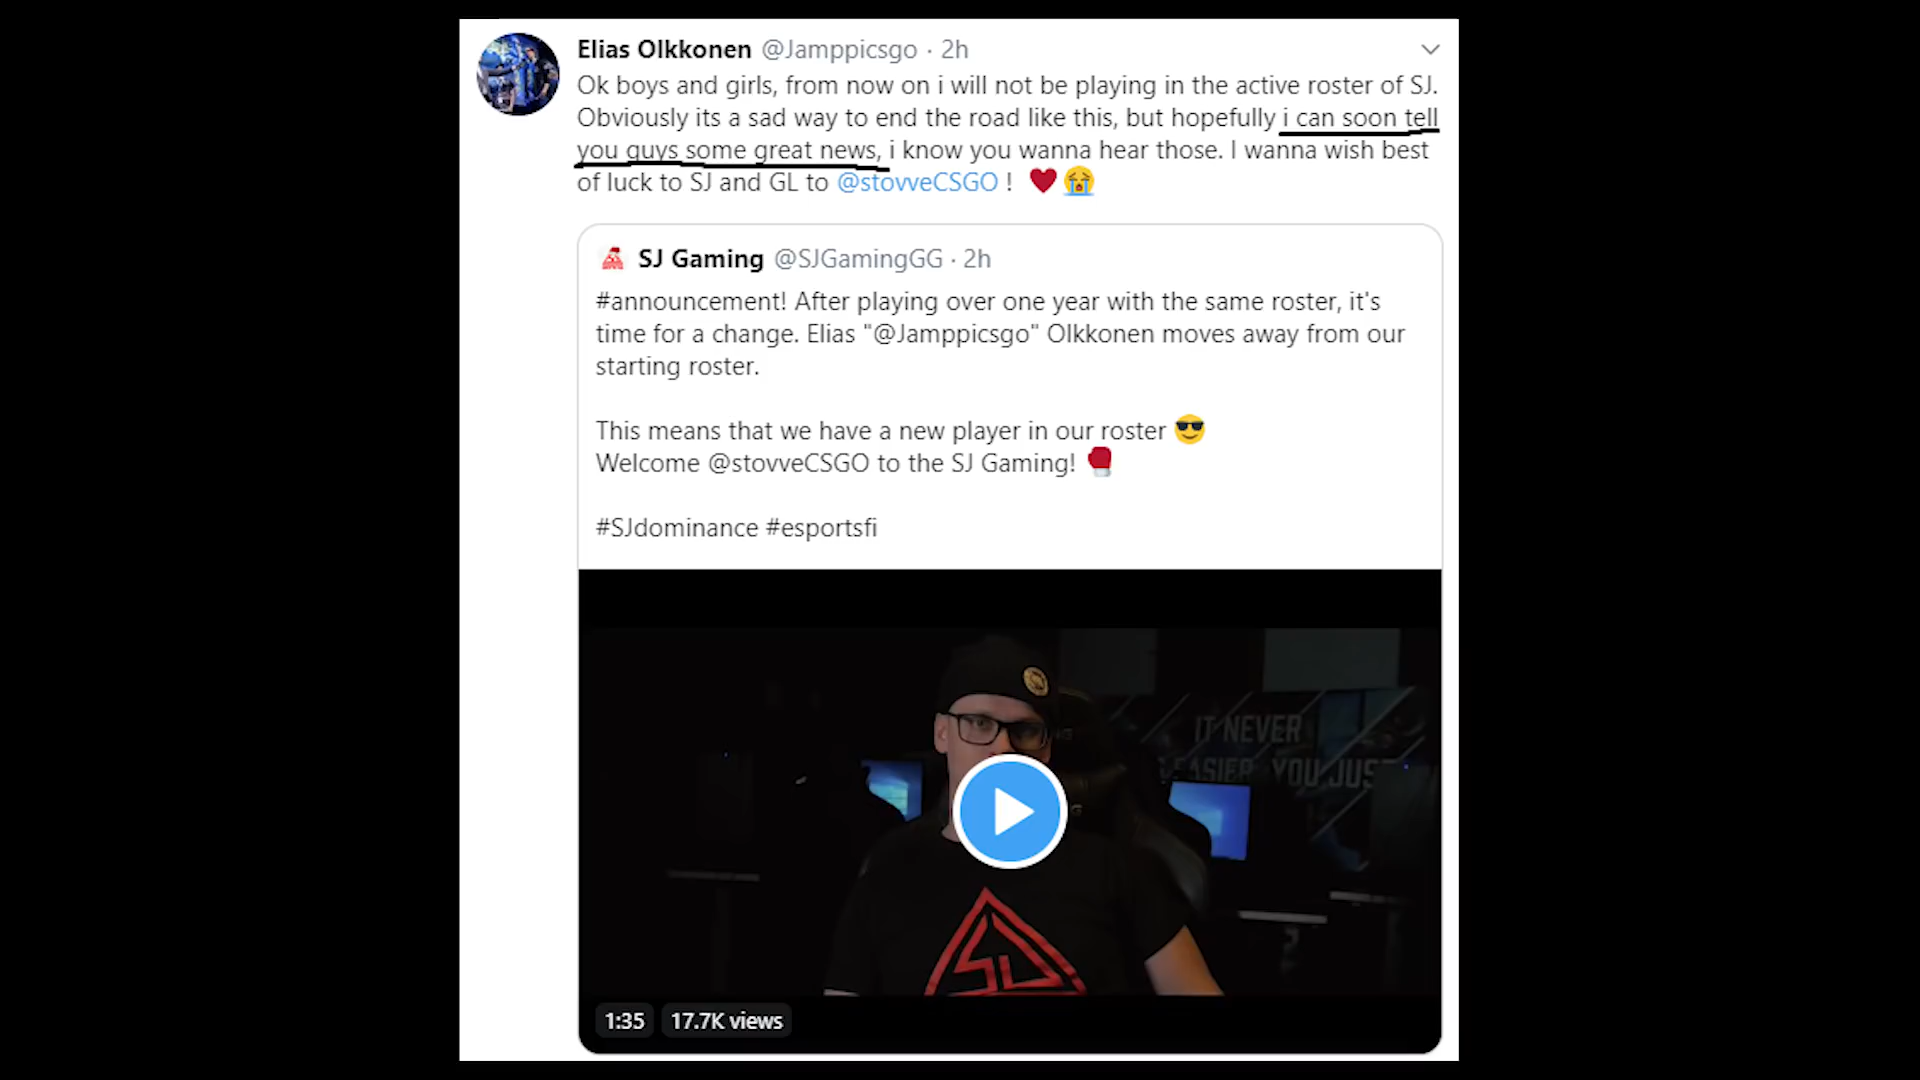 Elias Olkkonen @Jamppicsgo · 2h
Ok boys and girls, from now on i will not be playing in the active roster of SJ.
Obviously its a sad way to end the road like this, but hopefully i can soon tell
you guys some great news, i know you wanna hear those. I wanna wish best
of luck to SJ and GL to @stovveCSGO ! ❤️😭
SJ Gaming @SJGamingGG · 2h
#announcement! After playing over one year with the same roster, it's
time for a change. Elias "@Jamppicsgo" Olkkonen moves away from our
starting roster.
This means that we have a new player in our roster 😎
Welcome @stovveCSGO to the SJ Gaming! 🥊
#SJdominance #esportsfi
IT NEVER
EASIER YOU JUS
SJ
1:35 17.7K views